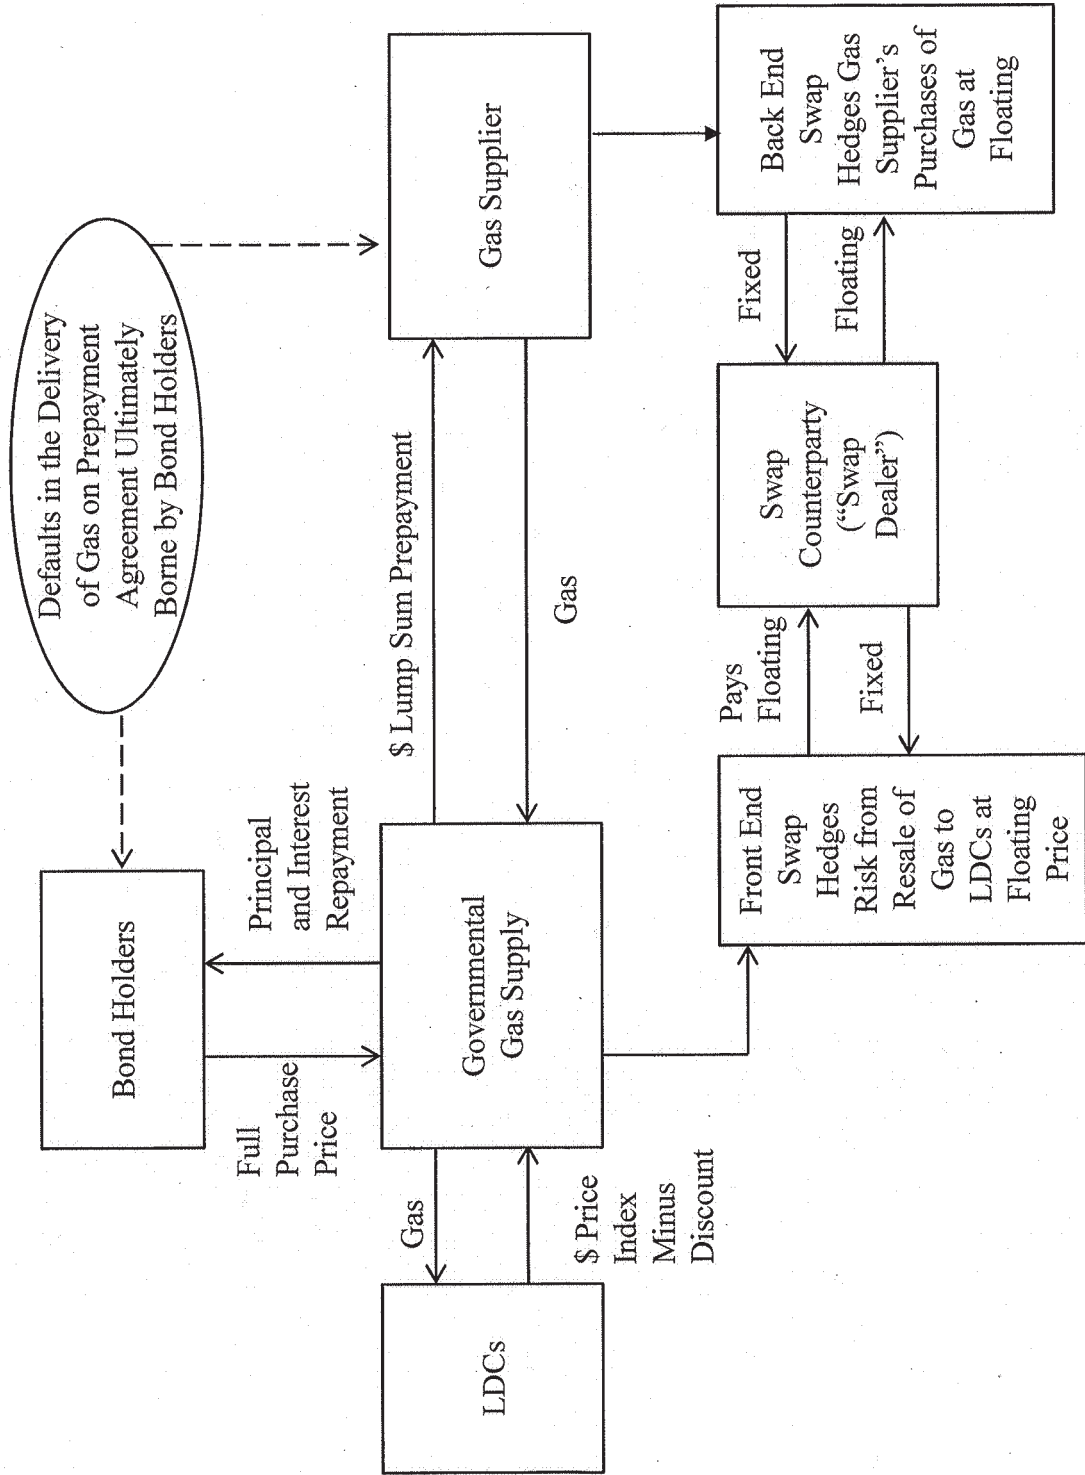 Defaults in the Delivery
of Gas on Prepayment
Agreement Ultimately
Borne by Bond Holders
Bond Holders
Full
Purchase
Price
Principal
and Interest
Repayment
LDCs
Gas
$ Price
Index
Minus
Discount
Governmental
Gas Supply
$ Lump Sum Prepayment
Gas
Gas Supplier
Front End
Swap
Hedges
Risk from
Resale of
Gas to
LDCs at
Floating
Price
Pays
Floating
Fixed
Swap
Counterparty
(“Swap
Dealer”)
Fixed
Floating
Back End
Swap
Hedges Gas
Supplier’s
Purchases of
Gas at
Floating